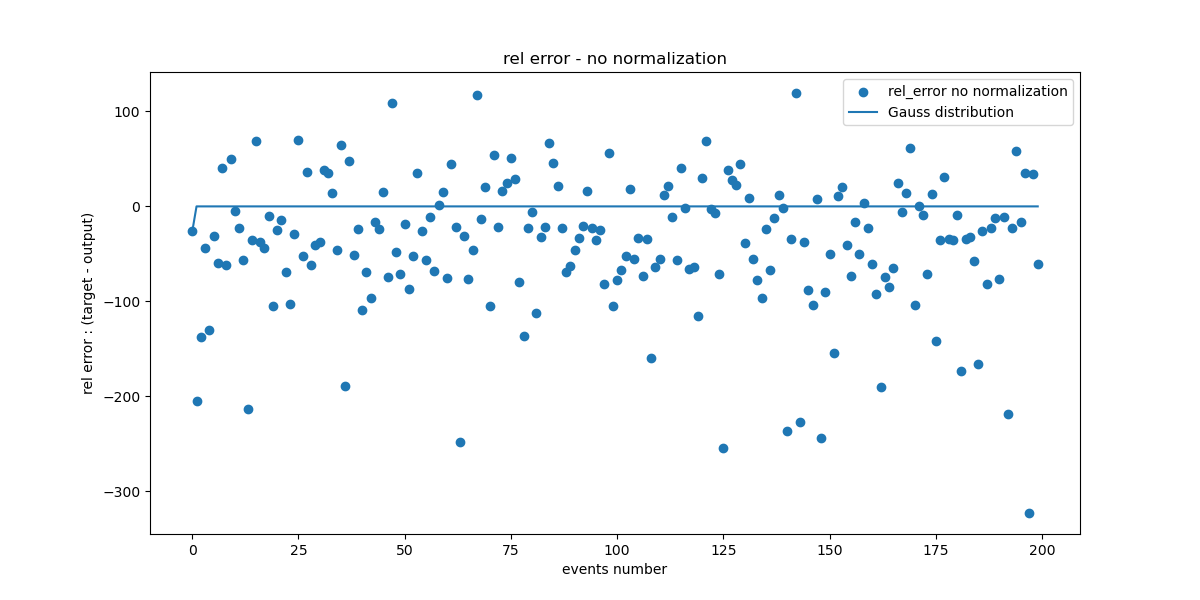 rel error - no normalization
rel_error no normalization
Gauss distribution
rel error : (target - output)
100
0
−100
−200
−300
0 25 50 75 100 125 150 175 200
events number